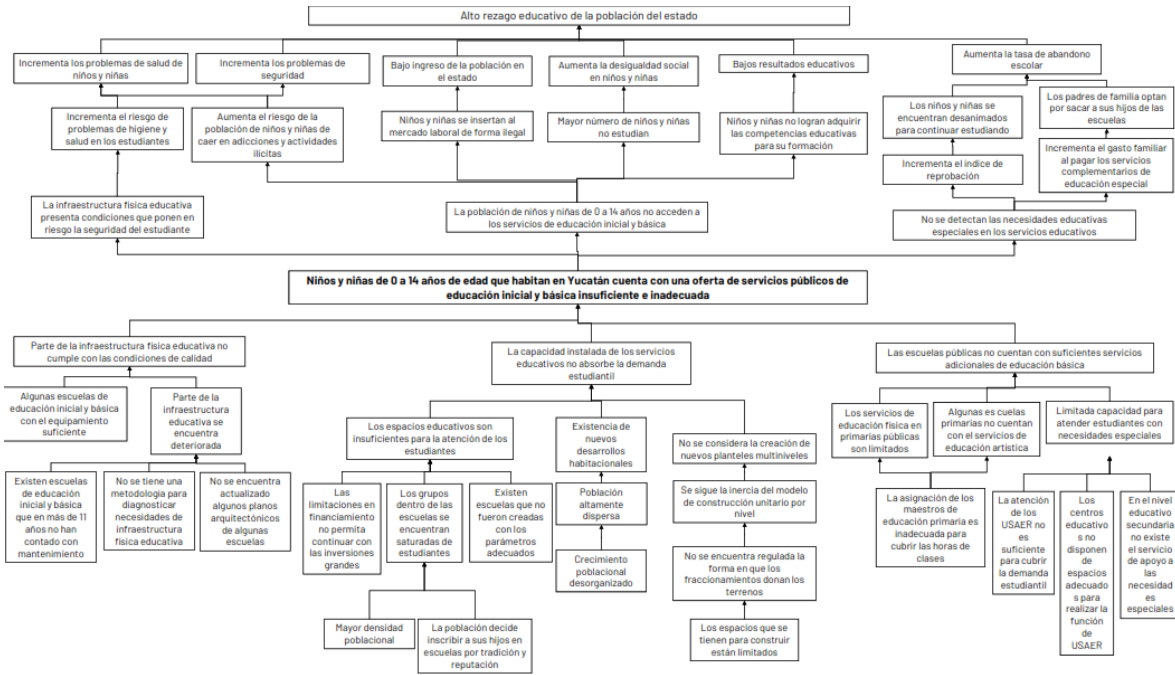 Alto rezago educativo de la población del estado
Incrementa los problemas de salud de
niños y niñas
Incrementa los problemas de
seguridad
Bajo ingreso de la población en
el estado
Aumenta la desigualdad social
en niños y niñas
Bajos resultados educativos
Aumenta la tasa de abandono
escolar
Incrementa el riesgo de
problemas de higiene y
salud en los estudiantes
Aumenta el riesgo de la
población de niños y niñas de
caer en adicciones y actividades
ilícitas
Niños y niñas se insertan al
mercado laboral de forma ilegal
Mayor número de niños y niñas
no estudian
Niños y niñas no logran adquirir
las competencias educativas
para su formación
Los niños y niñas se
encuentran desanimados
para continuar estudiando
Los padres de familia optan
por sacar a sus hijos de las
escuelas
Incrementa el índice de
reprobación
Incrementa el gasto familiar
al pagar los servicios
complementarios de
educación especial
La infraestructura física educativa
presenta condiciones que ponen en
riesgo la seguridad del estudiante
La población de niños y niñas de 0 a 14 años no acceden a
los servicios de educación inicial y básica
No se detectan las necesidades educativas
especiales en los servicios educativos
Niños y niñas de 0 a 14 años de edad que habitan en Yucatán cuenta con una oferta de servicios públicos de
educación inicial y básica insuficiente e inadecuada
Parte de la infraestructura física educativa no
cumple con las condiciones de calidad
La capacidad instalada de los servicios
educativos no absorbe la demanda
estudiantil
Las escuelas públicas no cuentan con suficientes servicios
adicionales de educación básica
Algunas escuelas de
educación inicial y básica
con el equipamiento
suficiente
Parte de la
infraestructura
educativa se
encuentra
deteriorada
Los espacios educativos son
insuficientes para la atención de los
estudiantes
Existencia de
nuevos
desarrollos
habitacionales
No se considera la creación de
nuevos planteles multiniveles
Los servicios de
educación física en
primarias públicas
son limitados
Algunas es cuelas
primarias no cuentan
con el servicios de
educación artística
Limitada capacidad para
atender estudiantes con
necesidades especiales
Existen escuelas de
educación inicial y básica
que en más de 11 años no han
contado con mantenimiento
No se tiene una
metodología para
diagnosticar
necesidades de
infraestructura física
educativa
No se encuentra
actualizado
algunos planos
arquitectónicos de
algunas escuelas
Las
limitaciones en
financiamiento
no permita
continuar con
las inversiones
grandes
Los grupos
dentro de las
escuelas se
encuentran
saturadas de
estudiantes
Existen
escuelas que no
fueron creadas
con los
parámetros
adecuados
Población
altamente
dispersa
Crecimiento
poblacional
desorganizado
Se sigue la inercia del modelo
de construcción unitario por
nivel
No se encuentra regulada la
forma en que los
fraccionamientos donan los
terrenos
Los espacios que se
tienen para construir
están limitados
La asignación de los
maestros de
educación primaria es
inadecuada para
cubrir las horas de
clases
La atención
de los
USAER no
es
suficiente
para cubrir
la demanda
estudiantil
Los
centros
educativo
s no
disponen
de
espacios
adecuado
s para
realizar la
función de
USAER
En el nivel
educativo
secundaria
no existe
el servicio
de apoyo a
las
necesidad
es
especiales
Mayor densidad
poblacional
La población decide
inscribir a sus hijos en
escuelas por tradición y
reputación